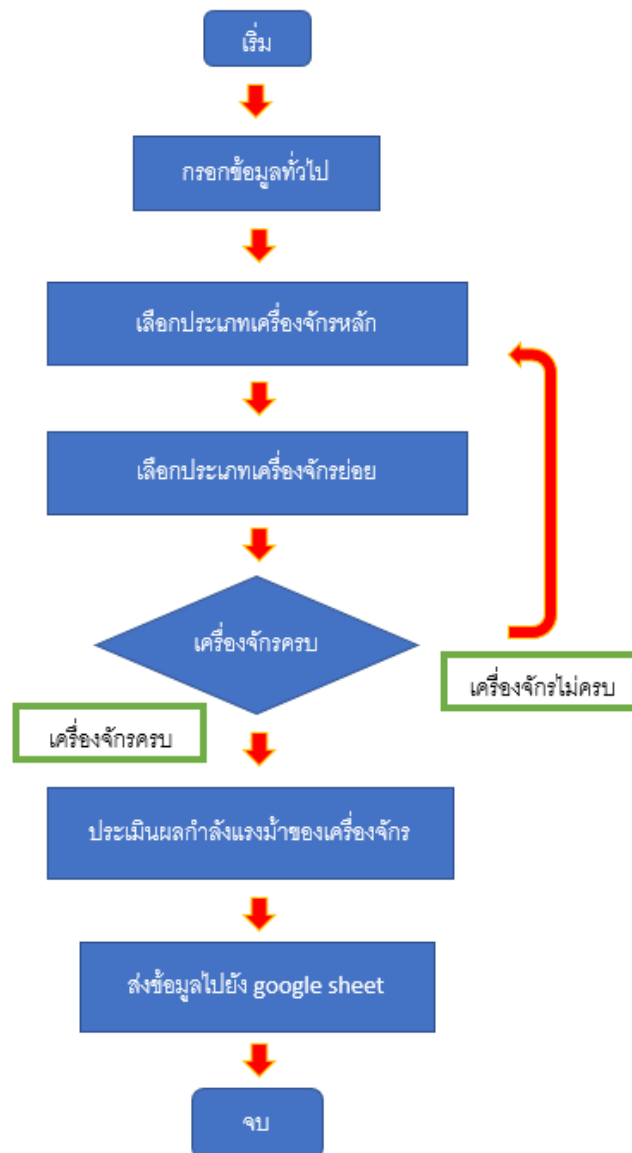 เริ่ม
กรอกข้อมูลทั่วไป
เลือกประเภทเครื่องจักรหลัก
เลือกประเภทเครื่องจักรย่อย
เครื่องจักรครบ
เครื่องจักรไม่ครบ
เครื่องจักรครบ
ประเมินผลกำลังแรงม้าของเครื่องจักร
ส่งข้อมูลไปยัง google sheet
จบ